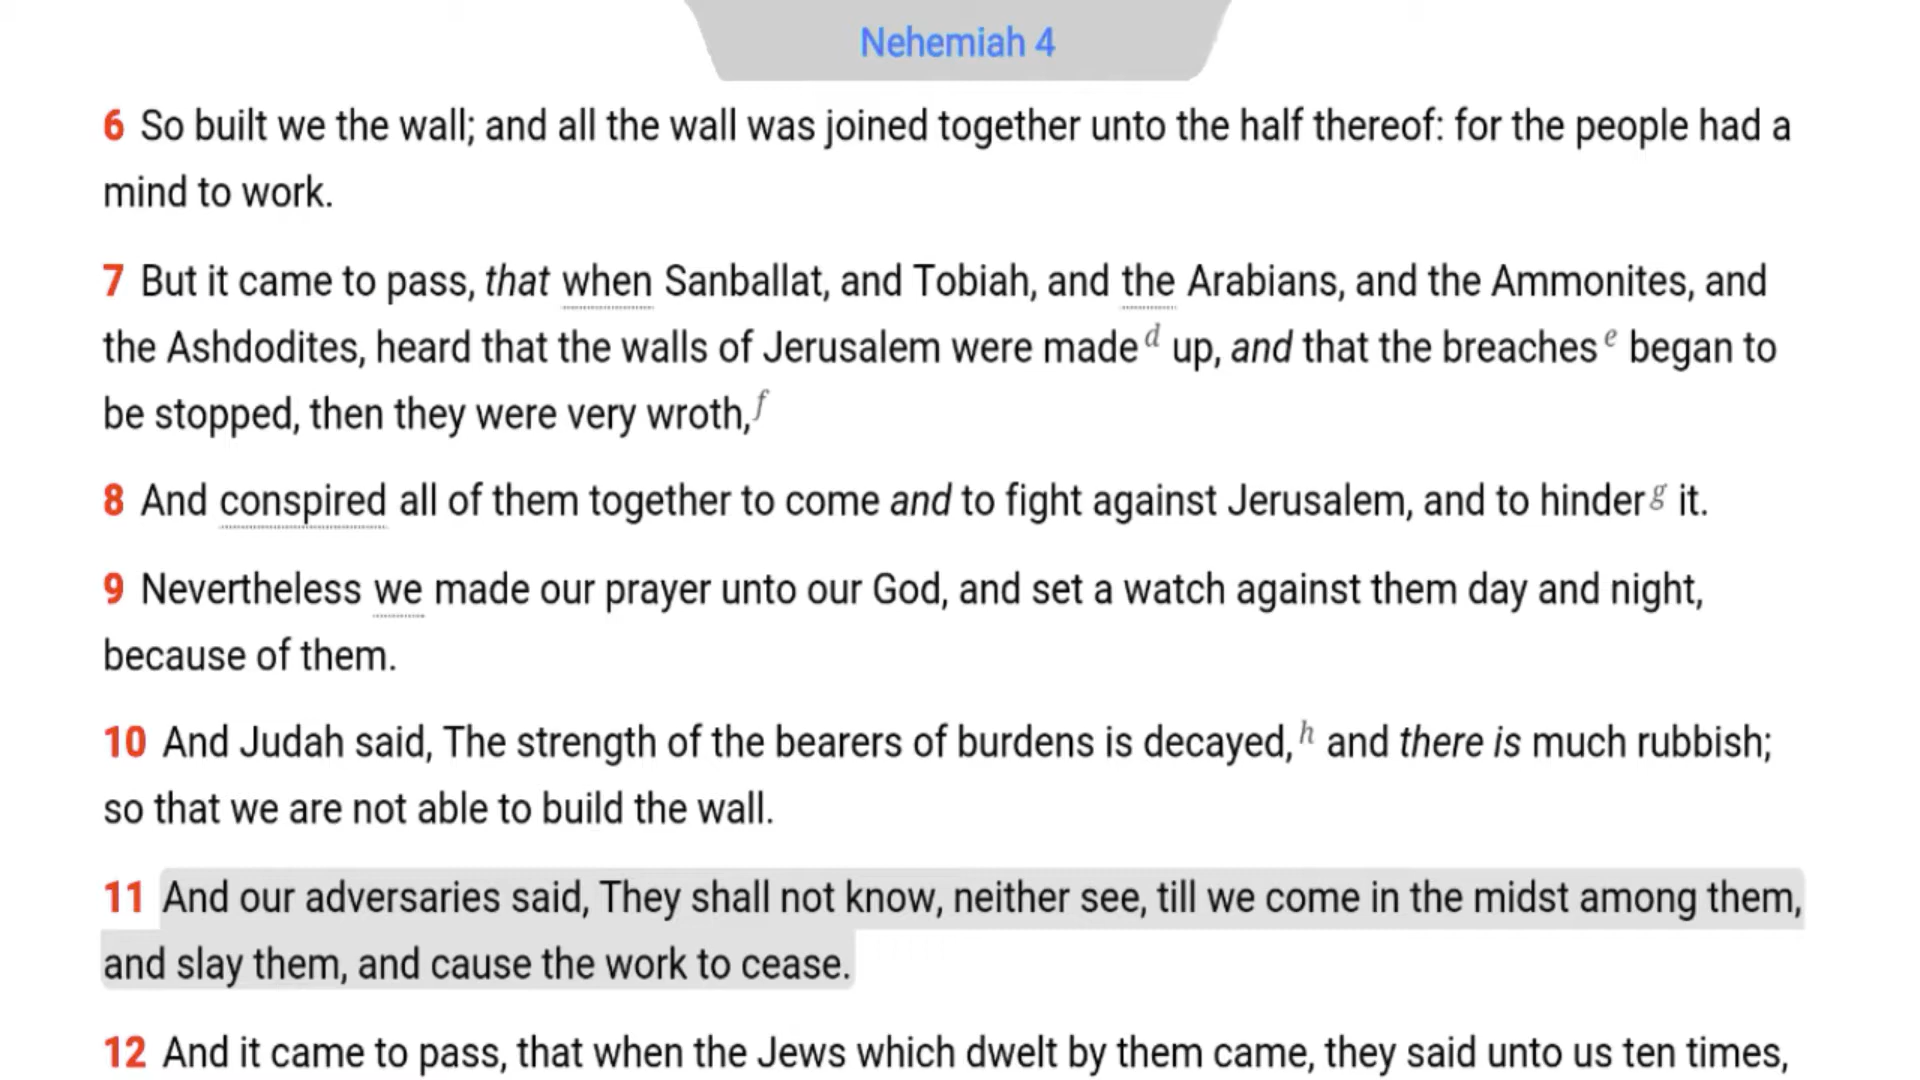 Nehemiah 4
6 So built we the wall; and all the wall was joined together unto the half thereof: for the people had a
mind to work.
7 But it came to pass, that when Sanballat, and Tobiah, and the Arabians, and the Ammonites, and
the Ashdodites, heard that the walls of Jerusalem were made d up, and that the breaches e began to
be stopped, then they were very wroth, f
8 And conspired all of them together to come and to fight against Jerusalem, and to hinder g it.
9 Nevertheless we made our prayer unto our God, and set a watch against them day and night,
because of them.
10 And Judah said, The strength of the bearers of burdens is decayed, h and there is much rubbish;
so that we are not able to build the wall.
11 And our adversaries said, They shall not know, neither see, till we come in the midst among them,
and slay them, and cause the work to cease.
12 And it came to pass, that when the Jews which dwelt by them came, they said unto us ten times,